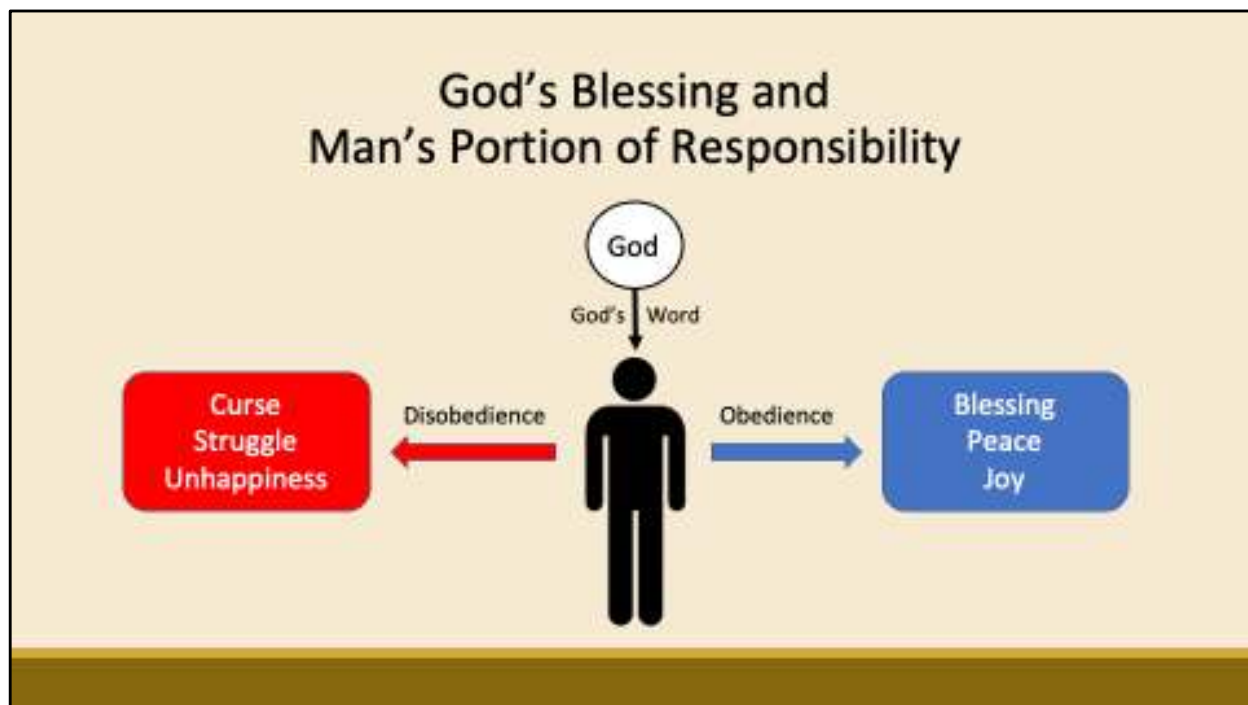 God’s Blessing and
Man’s Portion of Responsibility
God
God’s Word
Curse
Struggle
Unhappiness
Disobedience
Obedience
Blessing
Peace
Joy